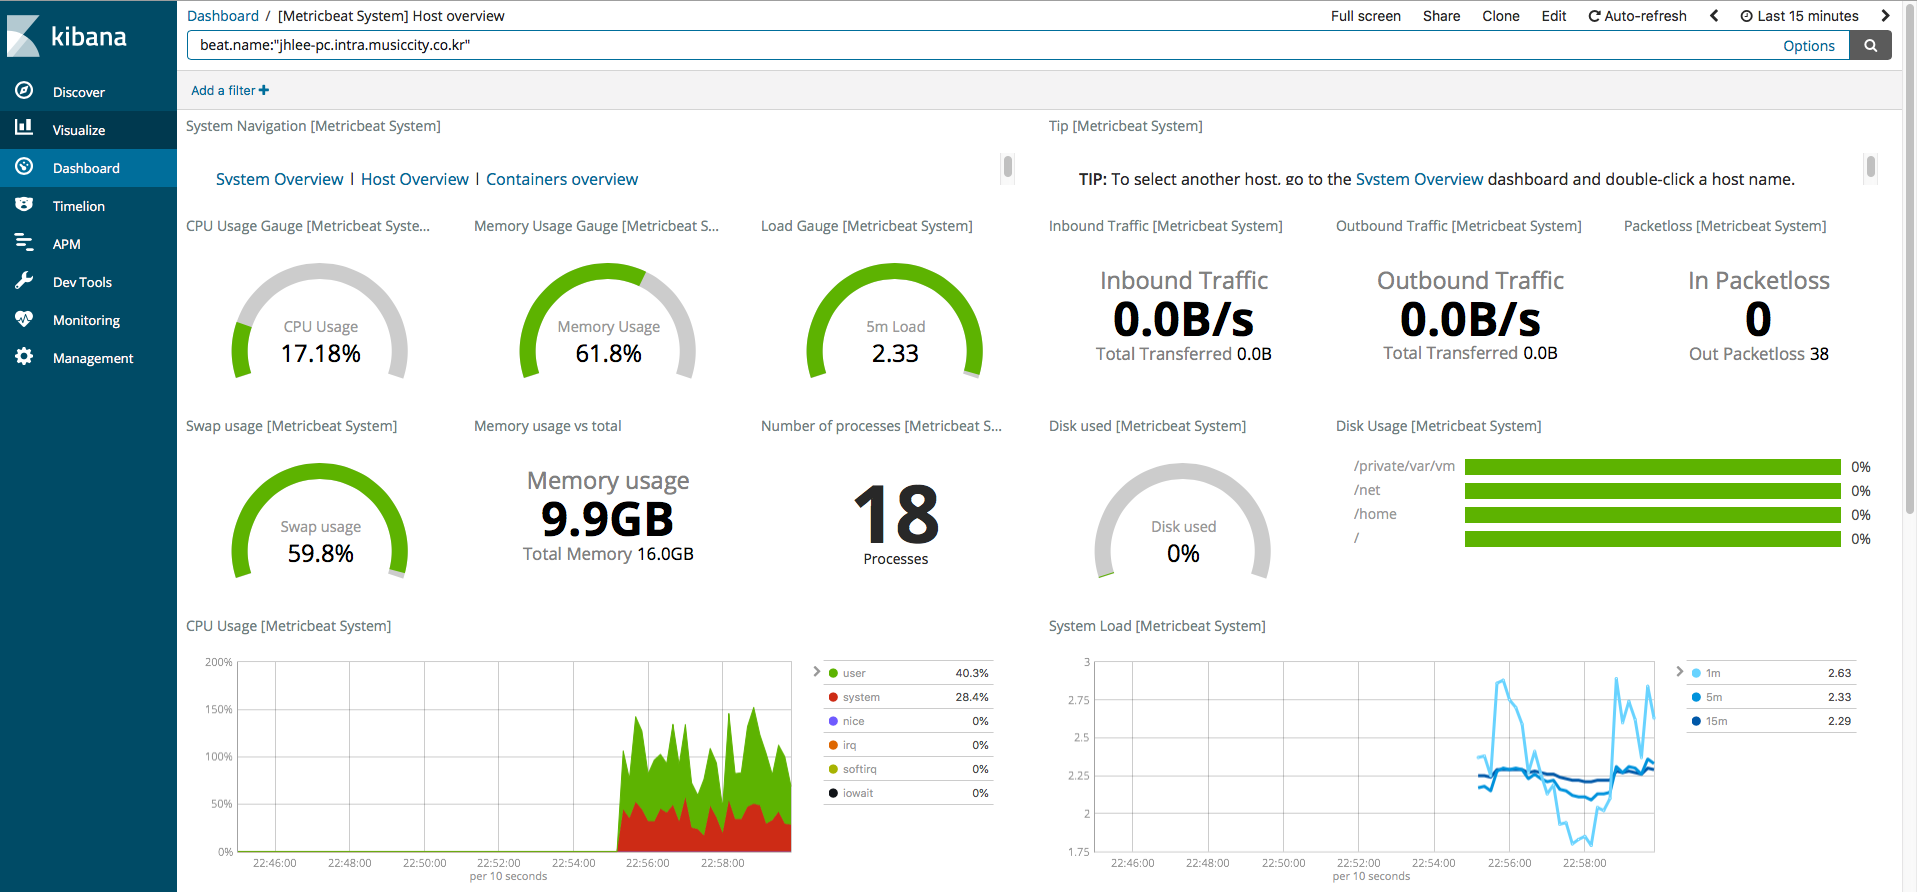 kibana
Discover
Visualize
Dashboard
Timelion
APM
Dev Tools
Monitoring
Management
Dashboard / [Metricbeat System] Host overview
Full screen Share Clone Edit Auto-refresh Last 15 minutes
beat.name:"jhlee-pc.intra.musiccity.co.kr"
Options
Add a filter +
System Navigation [Metricbeat System]
System Overview | Host Overview | Containers overview
Tip [Metricbeat System]
TIP: To select another host, go to the System Overview dashboard and double-click a host name.
CPU Usage Gauge [Metricbeat Syste...
CPU Usage
17.18%
Memory Usage Gauge [Metricbeat S...
Memory Usage
61.8%
Load Gauge [Metricbeat System]
5m Load
2.33
Inbound Traffic [Metricbeat System]
Inbound Traffic
0.0B/s
Total Transferred 0.0B
Outbound Traffic [Metricbeat System]
Outbound Traffic
0.0B/s
Total Transferred 0.0B
Packetloss [Metricbeat System]
In Packetloss
0
Out Packetloss 38
Swap usage [Metricbeat System]
Swap usage
59.8%
Memory usage vs total
Memory usage
9.9GB
Total Memory 16.0GB
Number of processes [Metricbeat S...
18
Processes
Disk used [Metricbeat System]
Disk used
0%
Disk Usage [Metricbeat System]
/private/var/vm 0%
/net 0%
/home 0%
/ 0%
CPU Usage [Metricbeat System]
200%
150%
100%
50%
0%
22:46:00 22:48:00 22:50:00 22:52:00 22:54:00 22:56:00 22:58:00
per 10 seconds
user 40.3%
system 28.4%
nice 0%
irq 0%
softirq 0%
iowait 0%
System Load [Metricbeat System]
3
2.75
2.5
2.25
2
1.75
22:46:00 22:48:00 22:50:00 22:52:00 22:54:00 22:56:00 22:58:00
per 10 seconds
1m 2.63
5m 2.33
15m 2.29